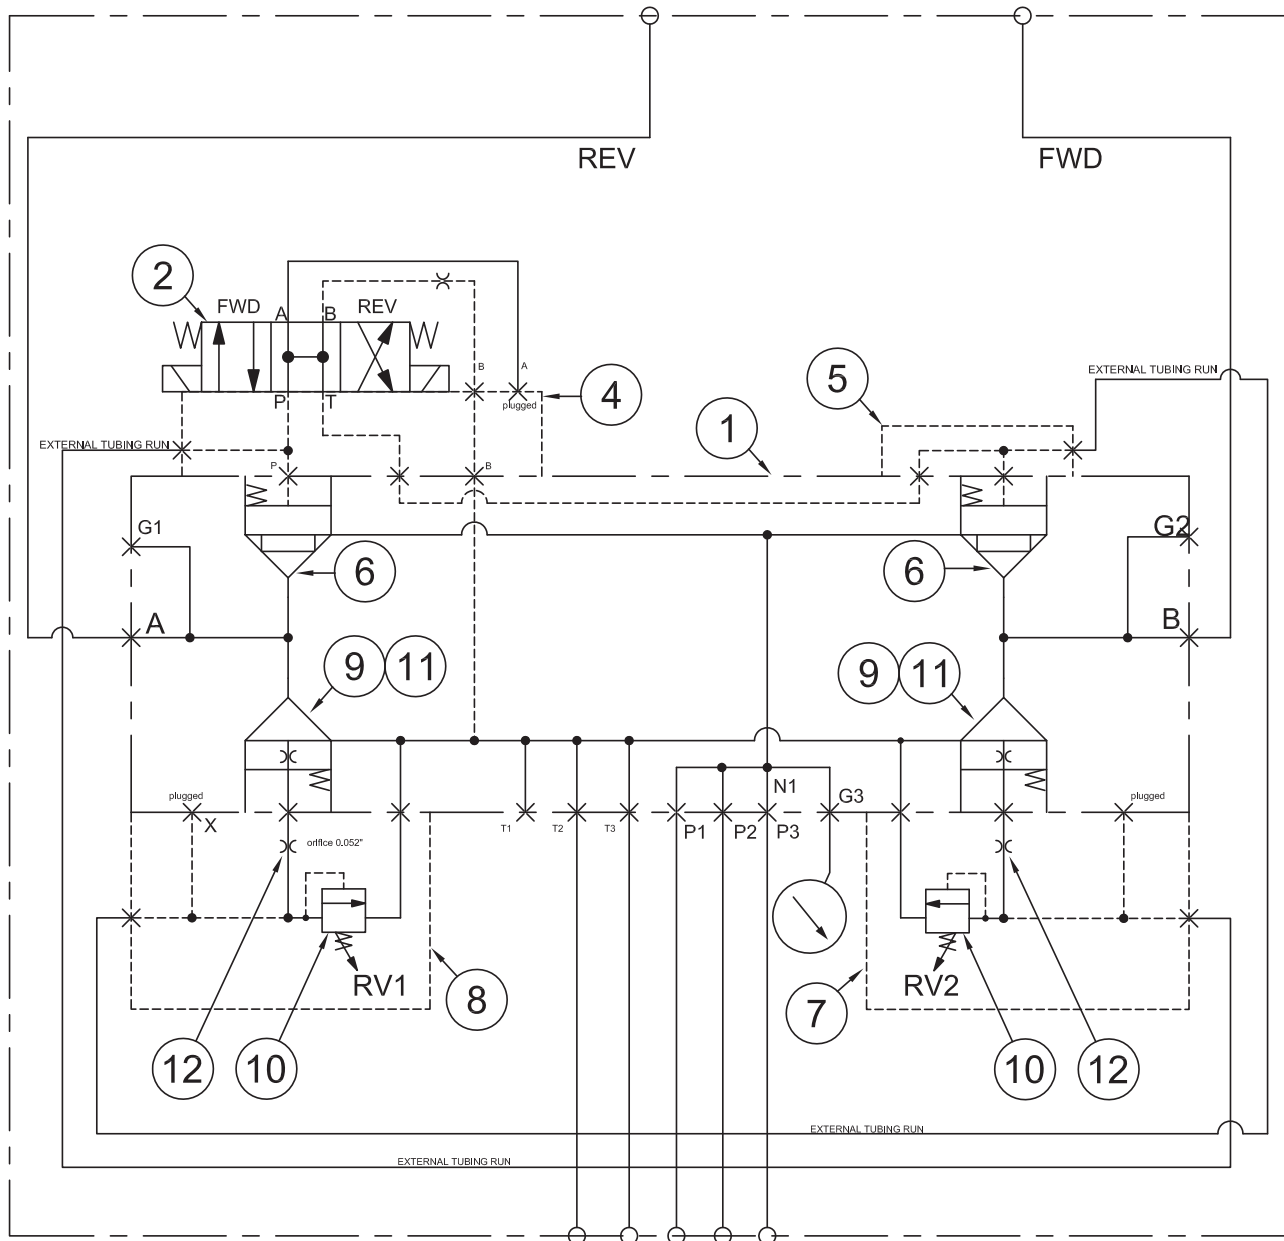 REV FWD
2
FWD A B REV
B A
5 EXTERNAL TUBING RUN
P T plugged 4
1
EXTERNAL TUBING RUN
P B
G1 G2
6 6
A B
9 11 9 11
N1
plugged G3 plugged
X T1 T2 T3 P1 P2 P3
orifice 0.052"
RV1 RV2
8 7
12 10 10 12
EXTERNAL TUBING RUN
EXTERNAL TUBING RUN